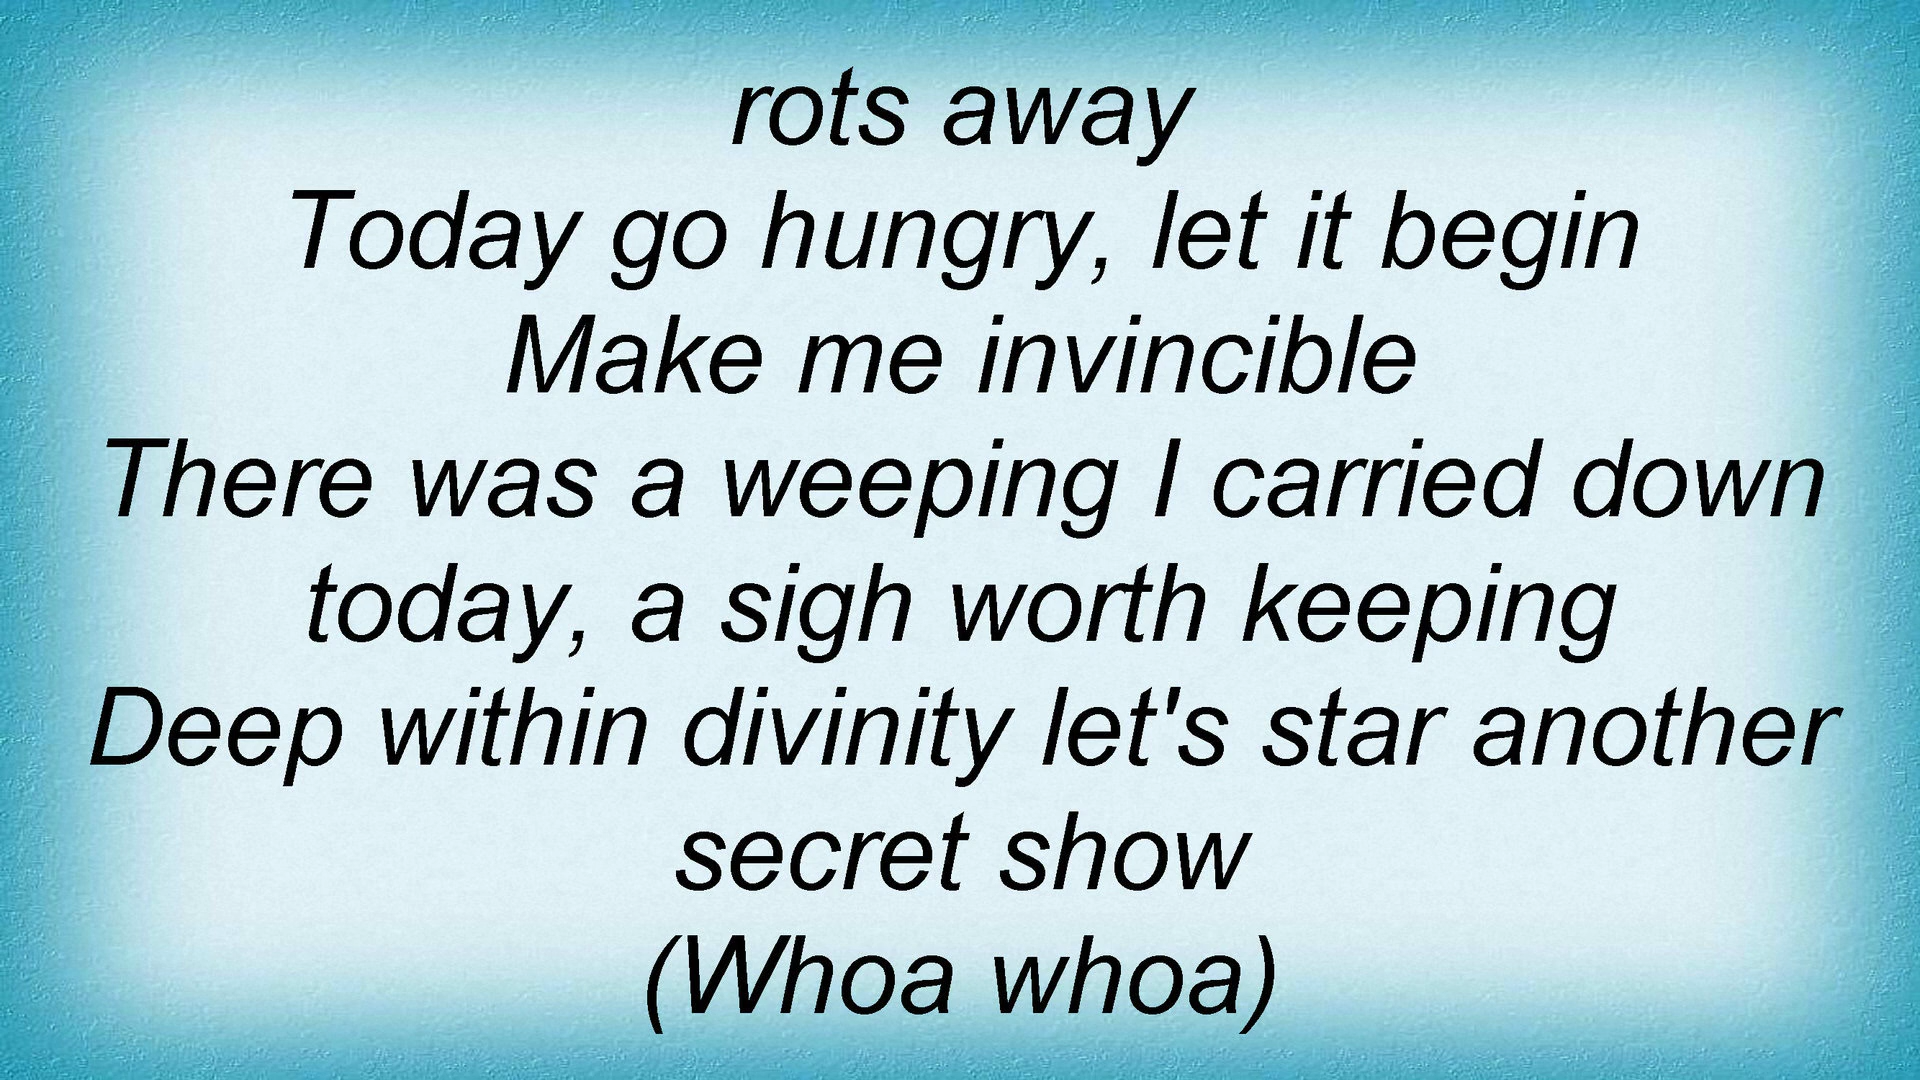 rots away
Today go hungry, let it begin
Make me invincible
There was a weeping I carried down
today, a sigh worth keeping
Deep within divinity let's star another
secret show
(Whoa whoa)